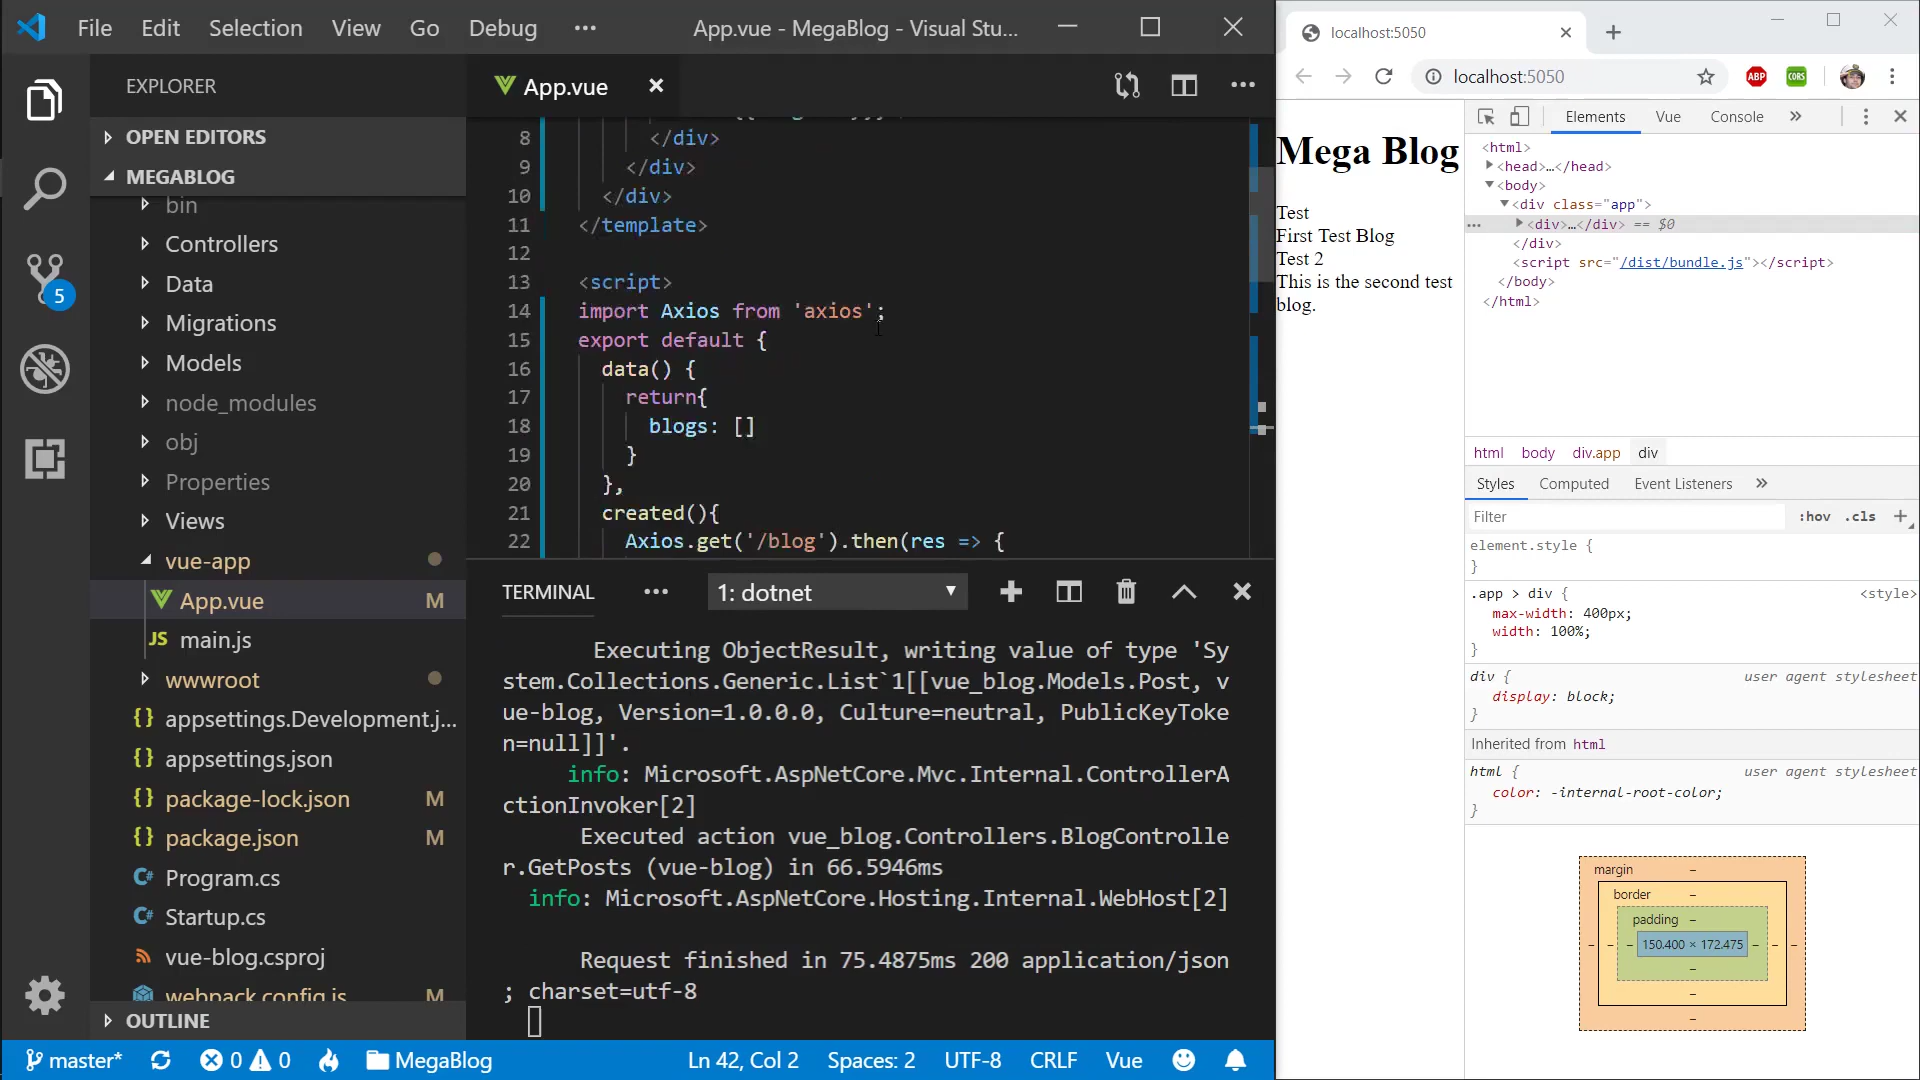 File Edit Selection View Go Debug ··· App.vue - MegaBlog - Visual Stu...
EXPLORER
OPEN EDITORS
MEGABLOG
bin
Controllers
Data
Migrations
Models
node_modules
obj
Properties
Views
vue-app
App.vue M
JS main.js
wwwroot
{} appsettings.Development.j...
{} appsettings.json
{} package-lock.json M
{} package.json M
C# Program.cs
C# Startup.cs
vue-blog.csproj
webpack.config.js M
OUTLINE
5
App.vue
8 </div>
9 </div>
10 </div>
11 </template>
12
13 <script>
14 import Axios from 'axios';
15 export default {
16 data() {
17 return{
18 blogs: []
19 }
20 },
21 created(){
22 Axios.get('/blog').then(res => {
TERMINAL ··· 1: dotnet
Executing ObjectResult, writing value of type 'Sy
stem.Collections.Generic.List`1[[vue_blog.Models.Post, v
ue-blog, Version=1.0.0.0, Culture=neutral, PublicKeyToke
n=null]]'.
info: Microsoft.AspNetCore.Mvc.Internal.ControllerA
ctionInvoker[2]
Executed action vue_blog.Controllers.BlogControlle
r.GetPosts (vue-blog) in 66.5946ms
info: Microsoft.AspNetCore.Hosting.Internal.WebHost[2]
Request finished in 75.4875ms 200 application/json
; charset=utf-8
master* 0 0 MegaBlog Ln 42, Col 2 Spaces: 2 UTF-8 CRLF Vue
localhost:5050
localhost:5050 ABP CORS
Mega Blog
Test
First Test Blog
Test 2
This is the second test
blog.
Elements Vue Console »
<html>
<head>…</head>
<body>
<div class="app">
··· <div>…</div> == $0
</div>
<script src="/dist/bundle.js"></script>
</body>
</html>
html body div.app div
Styles Computed Event Listeners »
Filter :hov .cls +
element.style {
}
.app > div { <style>
max-width: 400px;
width: 100%;
}
div { user agent stylesheet
display: block;
}
Inherited from html
html { user agent stylesheet
color: -internal-root-color;
}
margin –
border –
padding –
– – – 150.400 × 172.475 – – –
–
–
–